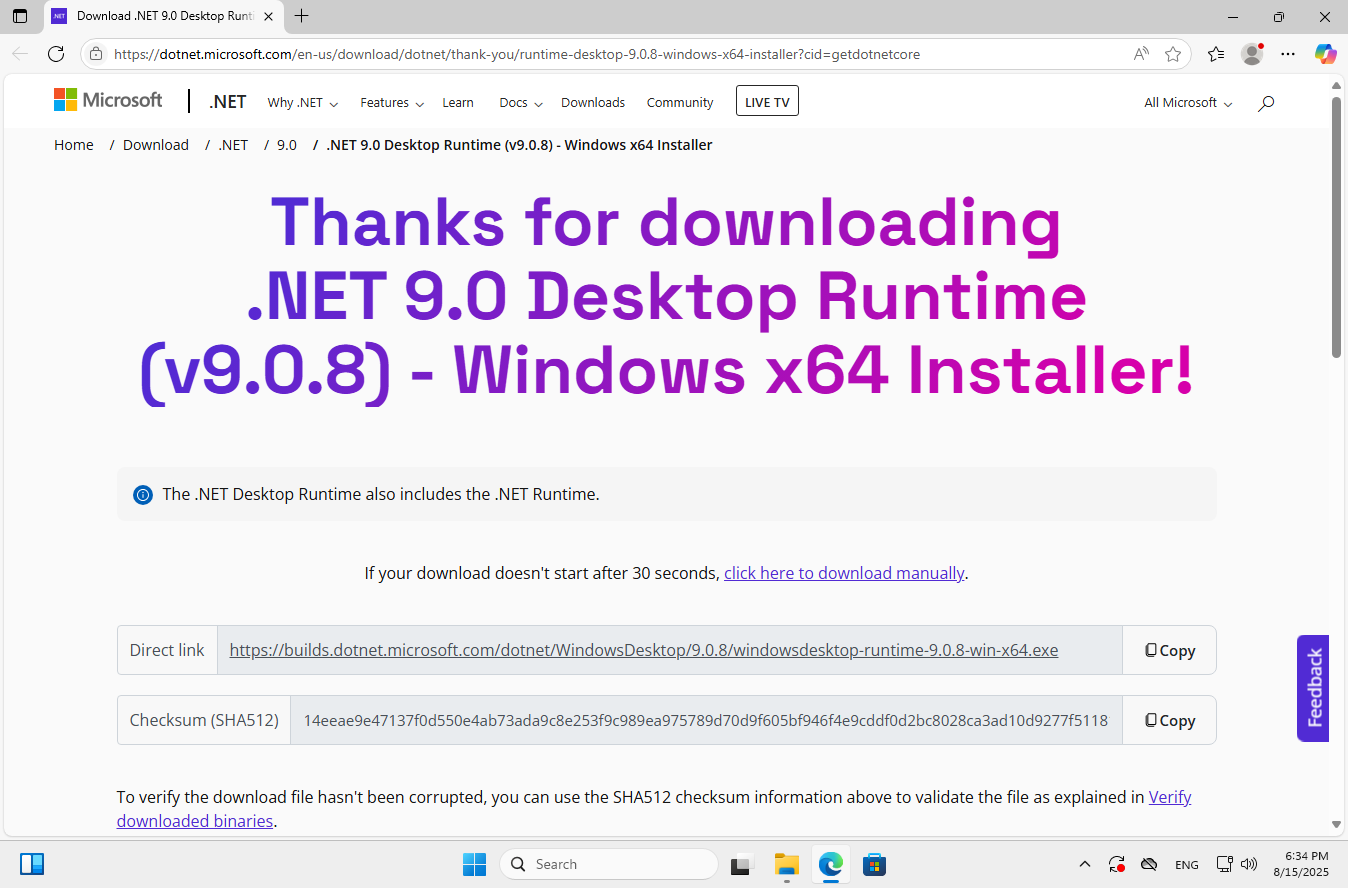 Download .NET 9.0 Desktop Runti
https://dotnet.microsoft.com/en-us/download/dotnet/thank-you/runtime-desktop-9.0.8-windows-x64-installer?cid=getdotnetcore
Microsoft
.NET
Why .NET
Features
Learn
Docs
Downloads
Community
LIVE TV
All Microsoft
Home / Download / .NET / 9.0 / .NET 9.0 Desktop Runtime (v9.0.8) - Windows x64 Installer
Thanks for downloading
.NET 9.0 Desktop Runtime
(v9.0.8) - Windows x64 Installer!
The .NET Desktop Runtime also includes the .NET Runtime.
If your download doesn't start after 30 seconds, click here to download manually.
Direct link
https://builds.dotnet.microsoft.com/dotnet/WindowsDesktop/9.0.8/windowsdesktop-runtime-9.0.8-win-x64.exe
Copy
Checksum (SHA512)
14eeae9e47137f0d550e4ab73ada9c8e253f9c989ea975789d70d9f605bf946f4e9cddf0d2bc8028ca3ad10d9277f5118
Copy
Feedback
To verify the download file hasn't been corrupted, you can use the SHA512 checksum information above to validate the file as explained in Verify
downloaded binaries.
Search
ENG
6:34 PM
8/15/2025